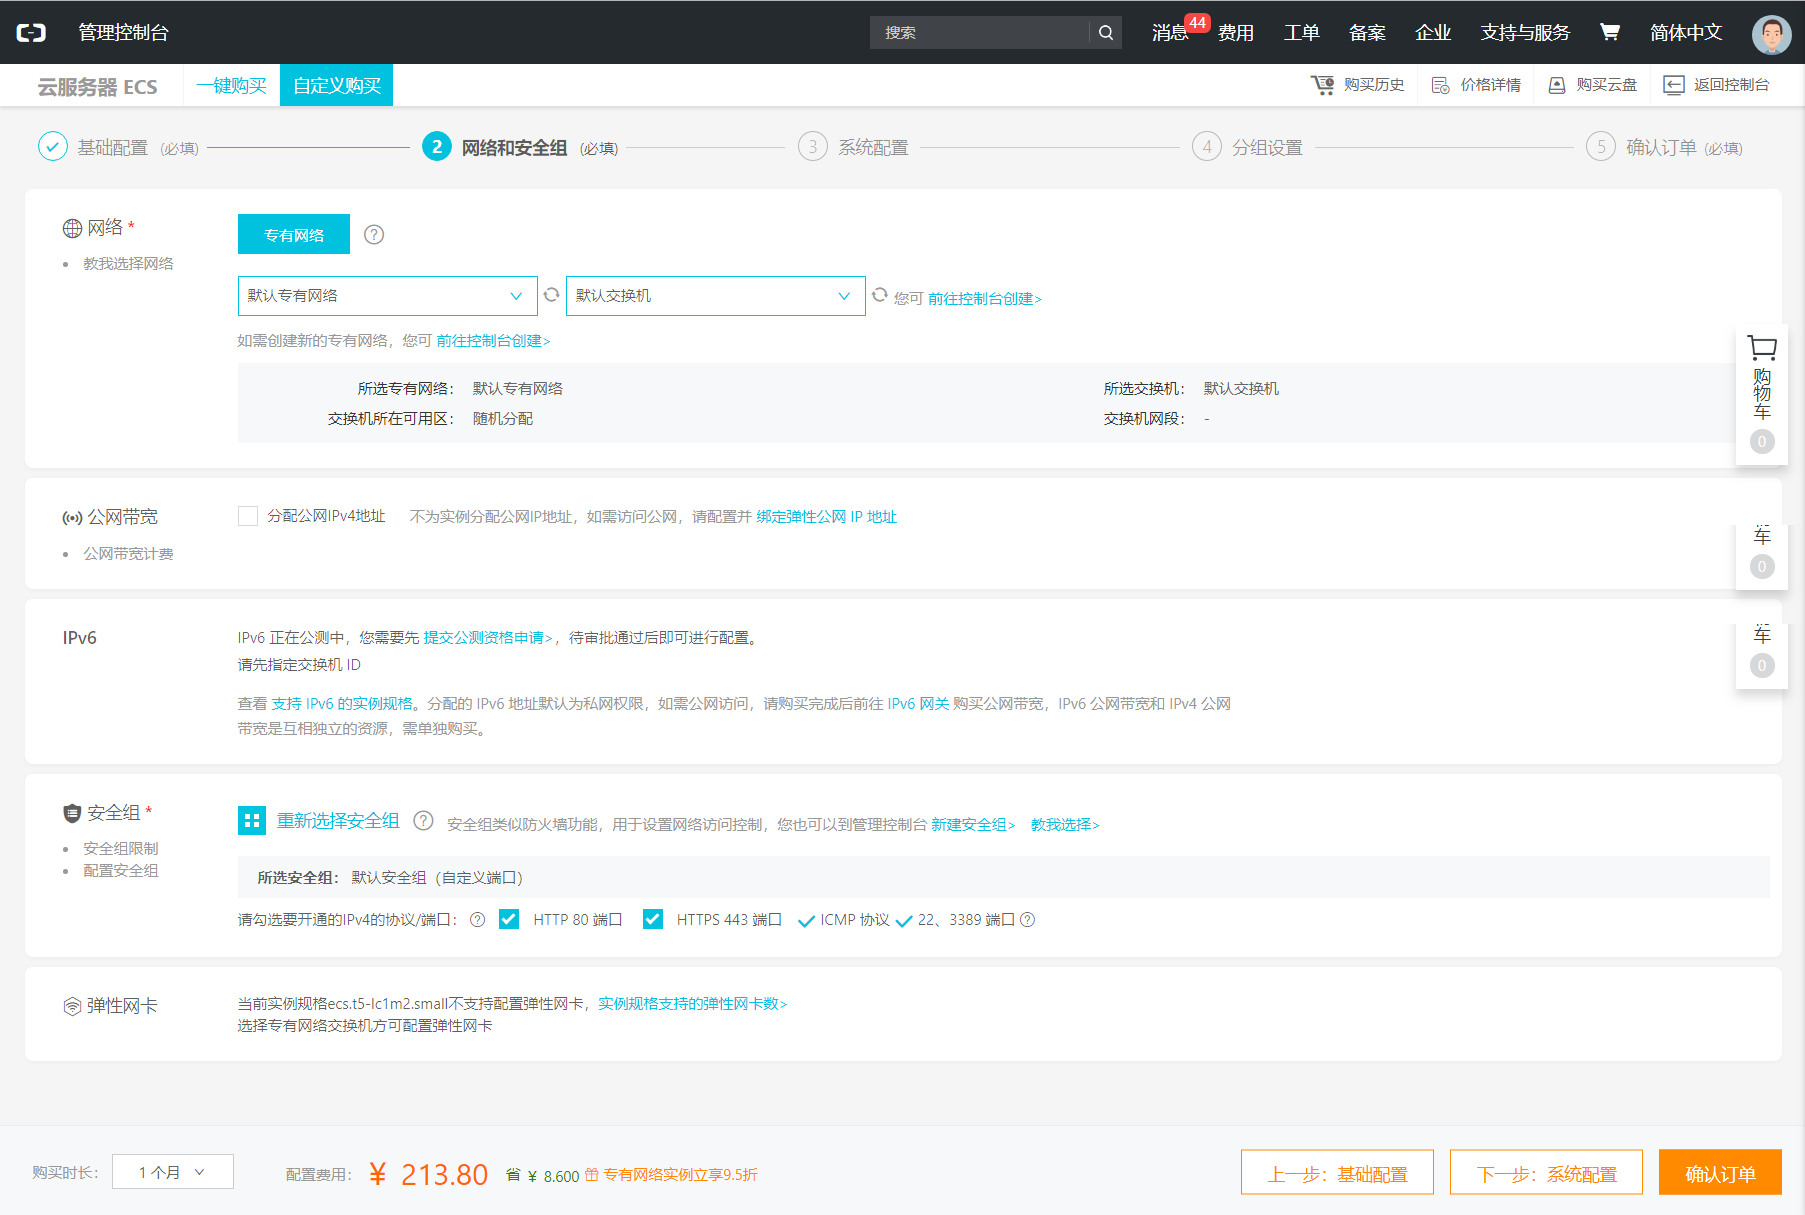 管理控制台 搜索 消息 44 费用 工单 备案 企业 支持与服务 简体中文
云服务器 ECS 一键购买 自定义购买 购买历史 价格详情 购买云盘 返回控制台
基础配置 (必填) 2 网络和安全组 (必填) 3 系统配置 4 分组设置 5 确认订单 (必填)
网络 * 专有网络 ?
教我选择网络
默认专有网络 默认交换机 您可 前往控制台创建>
如需创建新的专有网络，您可 前往控制台创建>
所选专有网络： 默认专有网络 所选交换机： 默认交换机
交换机所在可用区： 随机分配 交换机网段： -
购物车
0
公网带宽 分配公网IPv4地址 不为实例分配公网IP地址，如需访问公网，请配置并 绑定弹性公网 IP 地址
公网带宽计费
车
0
IPv6 IPv6 正在公测中，您需要先 提交公测资格申请>，待审批通过后即可进行配置。
请先指定交换机 ID
车
0
查看 支持 IPv6 的实例规格。分配的 IPv6 地址默认为私网权限，如需公网访问，请购买完成后前往 IPv6 网关 购买公网带宽，IPv6 公网带宽和 IPv4 公网
带宽是互相独立的资源，需单独购买。
安全组 * 重新选择安全组 ? 安全组类似防火墙功能，用于设置网络访问控制，您也可以到管理控制台 新建安全组> 教我选择>
安全组限制
配置安全组
所选安全组： 默认安全组（自定义端口）
请勾选要开通的IPv4的协议/端口： ? HTTP 80 端口 HTTPS 443 端口 ICMP 协议 22、3389 端口 ?
弹性网卡 当前实例规格ecs.t5-lc1m2.small不支持配置弹性网卡，实例规格支持的弹性网卡数>
选择专有网络交换机方可配置弹性网卡
购买时长： 1 个月 配置费用： ¥ 213.80 省 ¥ 8.600 专有网络实例立享9.5折 上一步：基础配置 下一步：系统配置 确认订单